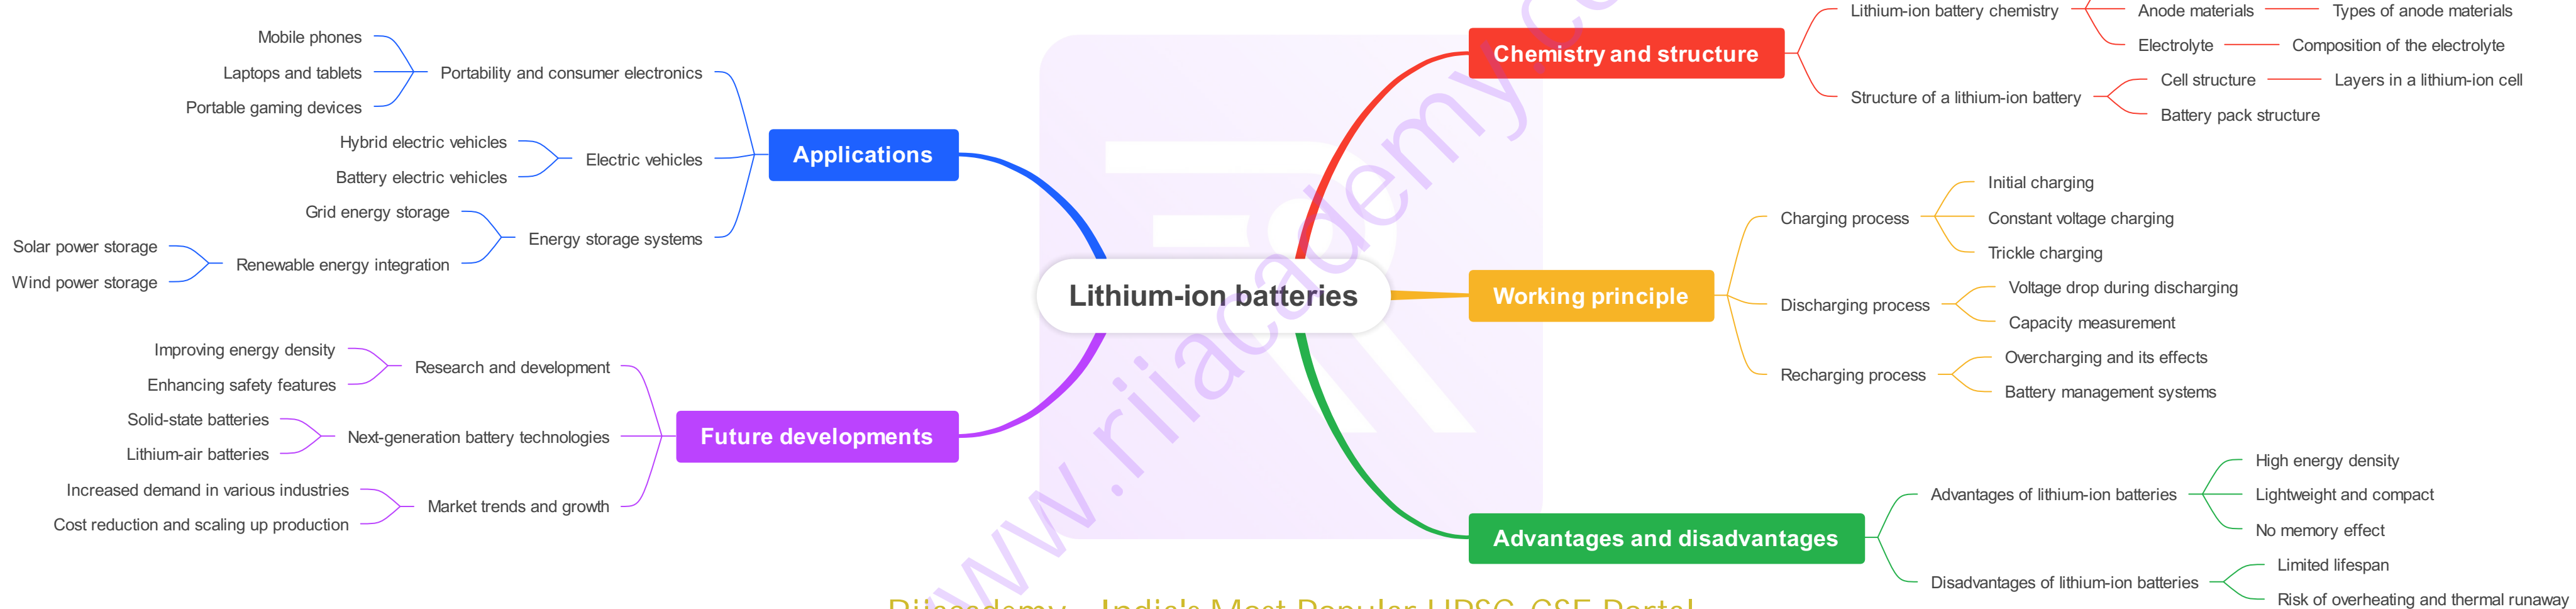 Lithium-ion batteries
Chemistry and structure
Lithium-ion battery chemistry
Anode materials
Types of anode materials
Electrolyte
Composition of the electrolyte
Structure of a lithium-ion battery
Cell structure
Layers in a lithium-ion cell
Battery pack structure
Working principle
Charging process
Initial charging
Constant voltage charging
Trickle charging
Discharging process
Voltage drop during discharging
Capacity measurement
Recharging process
Overcharging and its effects
Battery management systems
Advantages and disadvantages
Advantages of lithium-ion batteries
High energy density
Lightweight and compact
No memory effect
Disadvantages of lithium-ion batteries
Limited lifespan
Risk of overheating and thermal runaway
Applications
Portability and consumer electronics
Mobile phones
Laptops and tablets
Portable gaming devices
Electric vehicles
Hybrid electric vehicles
Battery electric vehicles
Energy storage systems
Grid energy storage
Renewable energy integration
Solar power storage
Wind power storage
Future developments
Research and development
Improving energy density
Enhancing safety features
Next-generation battery technologies
Solid-state batteries
Lithium-air batteries
Market trends and growth
Increased demand in various industries
Cost reduction and scaling up production
www.rijiacademy.co
India's Most Popular UPSC-CSE Portal